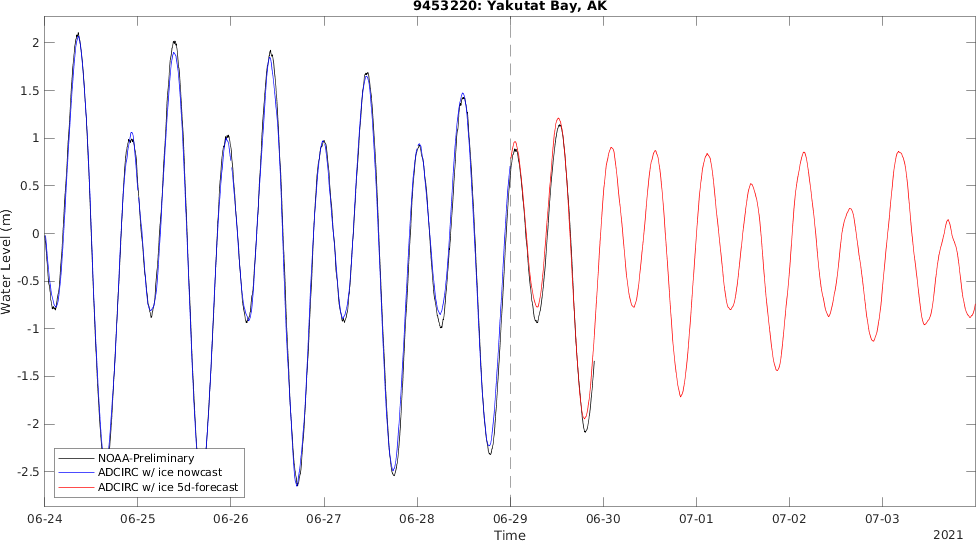 9453220: Yakutat Bay, AK
2
1.5
1
0.5
0
-0.5
-1
-1.5
-2
-2.5
Water Level (m)
NOAA-Preliminary
ADCIRC w/ ice nowcast
ADCIRC w/ ice 5d-forecast
06-24 06-25 06-26 06-27 06-28 06-29 06-30 07-01 07-02 07-03
Time
2021